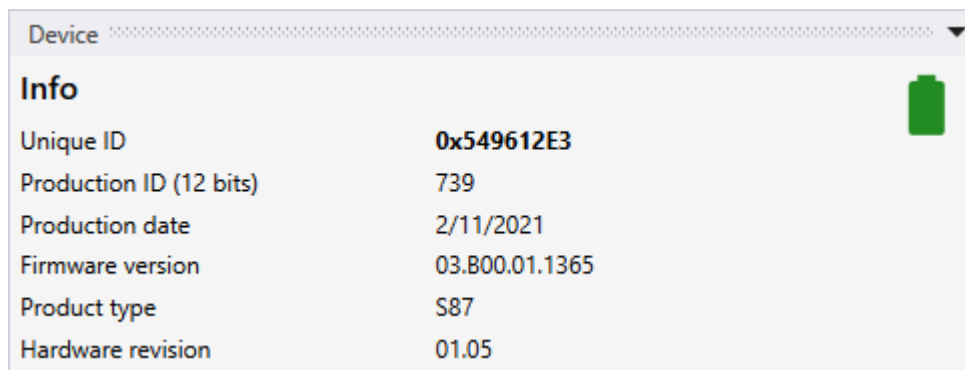 Device
Info
Unique ID 0x549612E3
Production ID (12 bits) 739
Production date 2/11/2021
Firmware version 03.B00.01.1365
Product type S87
Hardware revision 01.05